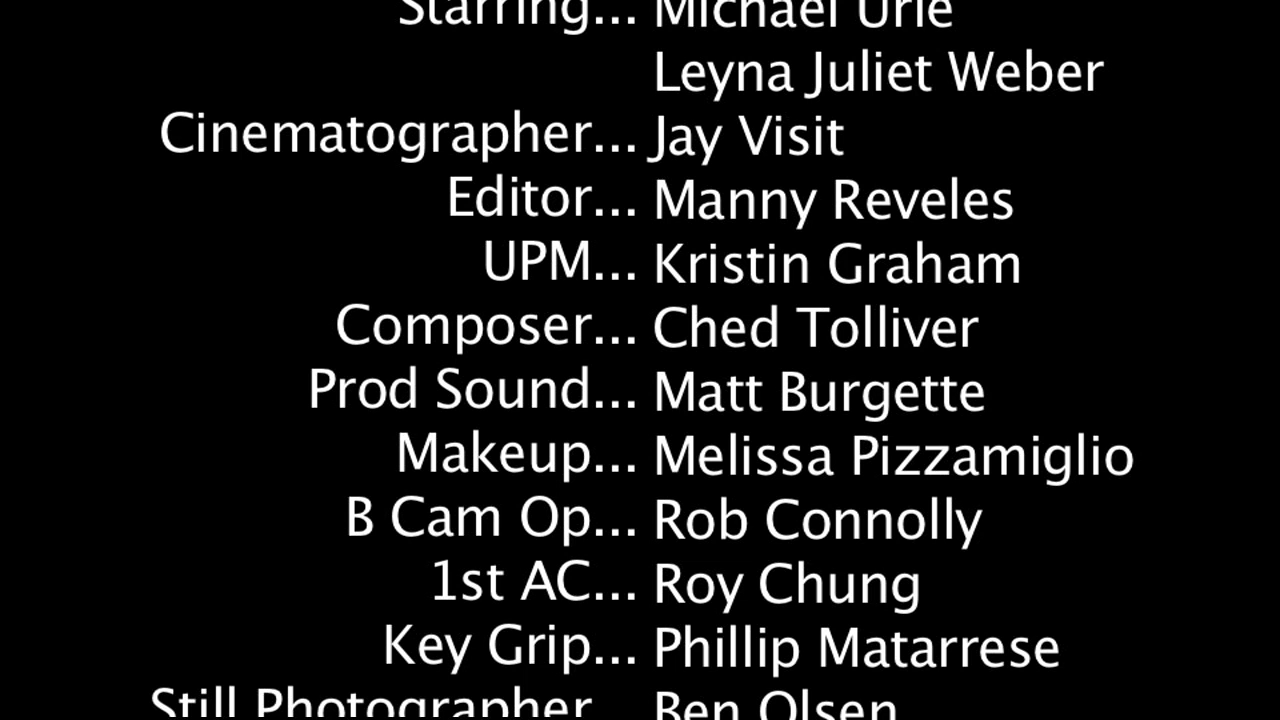 Starring... Michael Urie
Leyna Juliet Weber
Cinematographer... Jay Visit
Editor... Manny Reveles
UPM... Kristin Graham
Composer... Ched Tolliver
Prod Sound... Matt Burgette
Makeup... Melissa Pizzamiglio
B Cam Op... Rob Connolly
1st AC... Roy Chung
Key Grip... Phillip Matarrese
Still Photographer... Ben Olsen